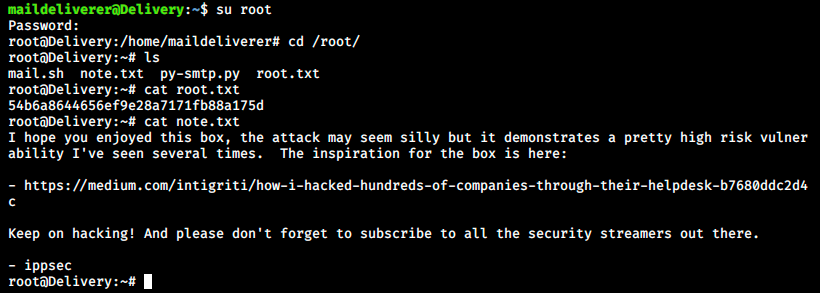 maildeliverer@Delivery:~$ su root
Password:
root@Delivery:/home/maildeliverer# cd /root/
root@Delivery:~# ls
mail.sh  note.txt  py-smtp.py  root.txt
root@Delivery:~# cat root.txt
54b6a8644656ef9e28a7171fb88a175d
root@Delivery:~# cat note.txt
I hope you enjoyed this box, the attack may seem silly but it demonstrates a pretty high risk vulner
ability I've seen several times.  The inspiration for the box is here:

- https://medium.com/intigriti/how-i-hacked-hundreds-of-companies-through-their-helpdesk-b7680ddc2d4
c

Keep on hacking! And please don't forget to subscribe to all the security streamers out there.

- ippsec
root@Delivery:~#